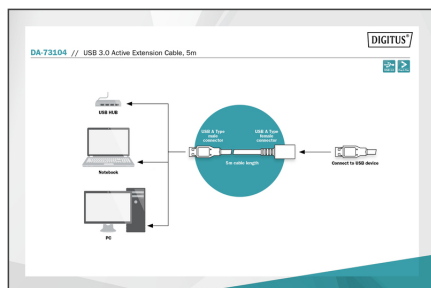 DIGITUS®
DA-73104 // USB 3.0 Active Extension Cable, 5m
USB HUB
USB A Type
male
connector
USB A Type
female
connector
5m cable length
Notebook
Connect to USB device
PC